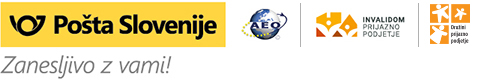 Pošta Slovenije
AEO
INVALIDOM
PRIJAZNO
PODJETJE
Družini
prijazno
podjetje
Zanesljivo z vami!